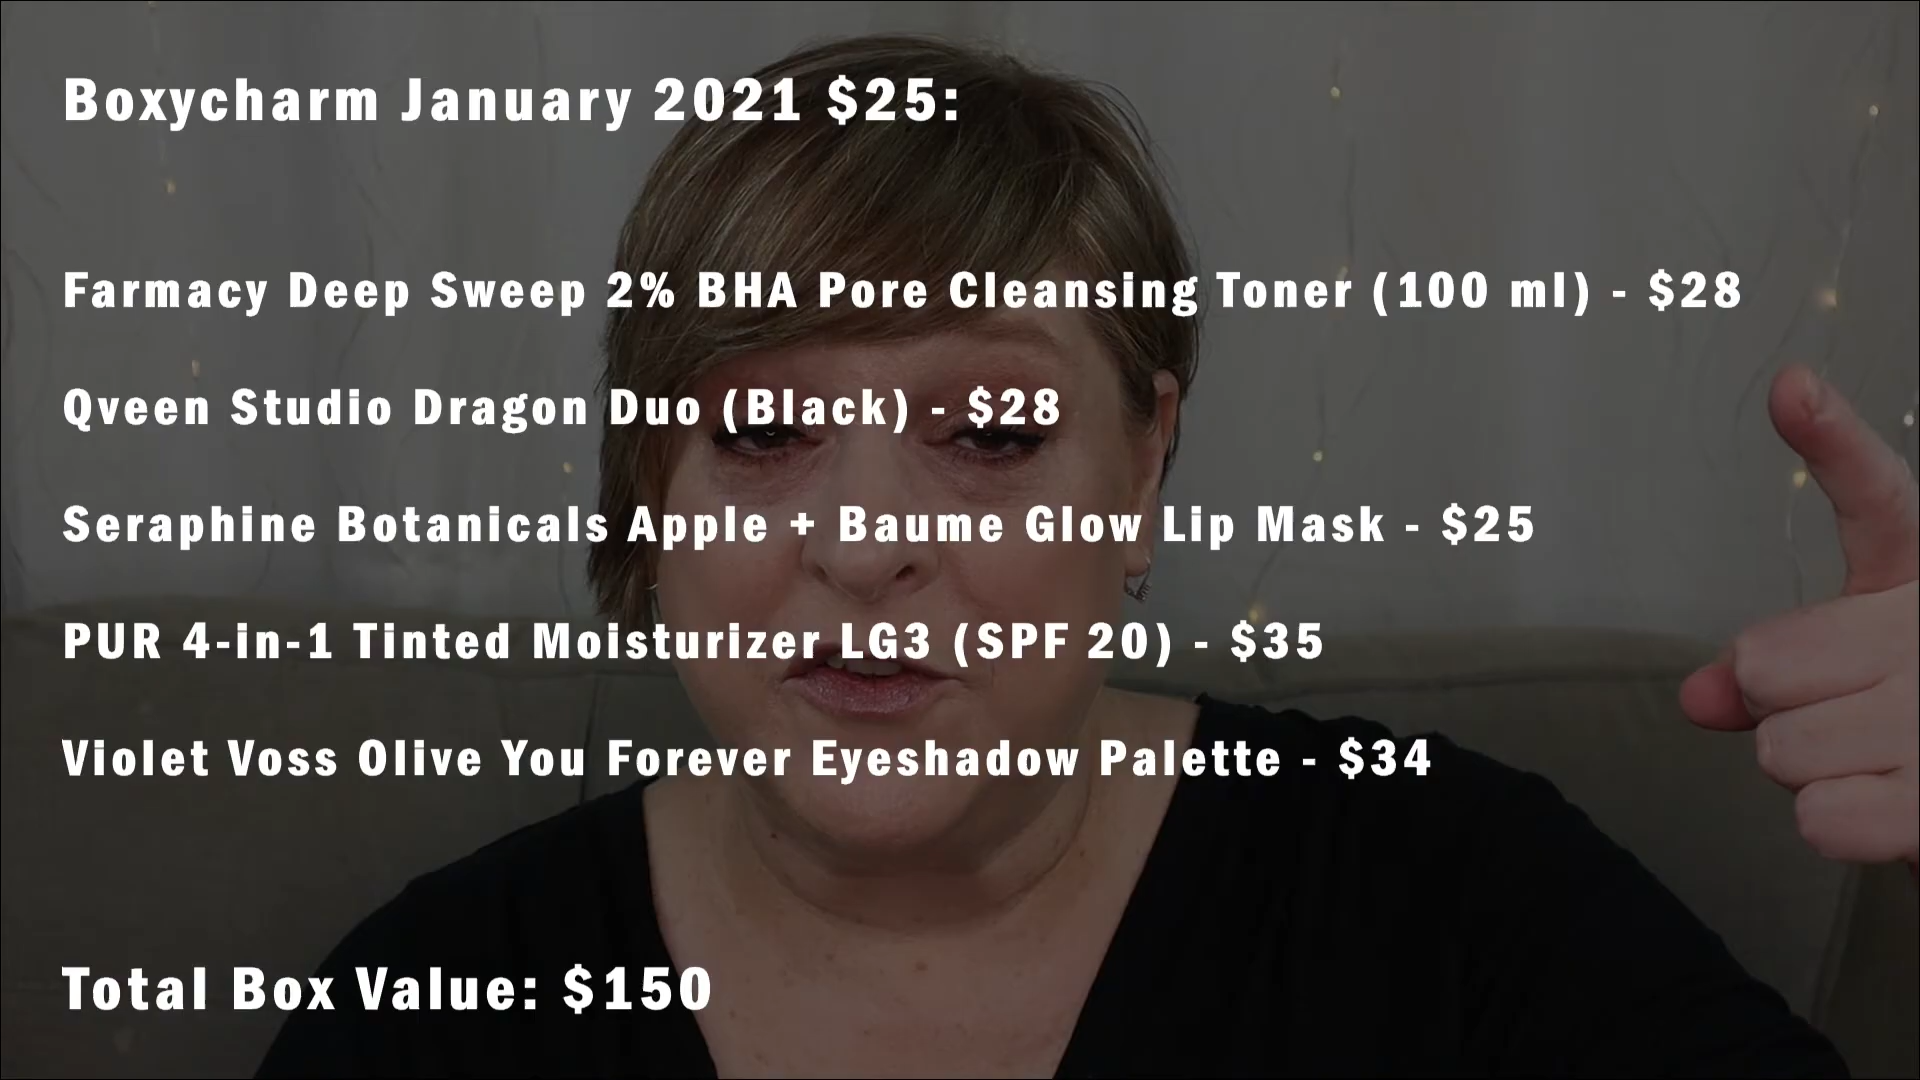 Boxycharm January 2021 $25:
Farmacy Deep Sweep 2% BHA Pore Cleansing Toner (100 ml) - $28
Qveen Studio Dragon Duo (Black) - $28
Seraphine Botanicals Apple + Baume Glow Lip Mask - $25
PUR 4-in-1 Tinted Moisturizer LG3 (SPF 20) - $35
Violet Voss Olive You Forever Eyeshadow Palette - $34
Total Box Value: $150